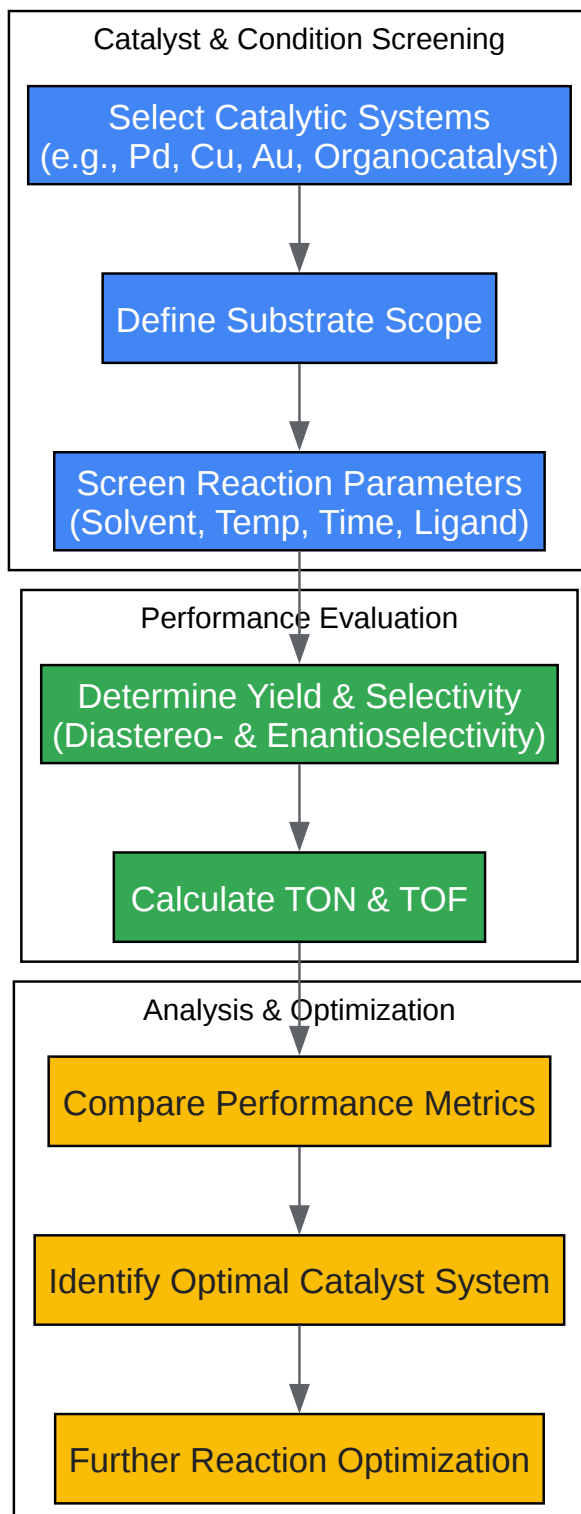 Catalyst & Condition Screening
Select Catalytic Systems
(e.g., Pd, Cu, Au, Organocatalyst)
Define Substrate Scope
Screen Reaction Parameters
(Solvent, Temp, Time, Ligand)
Performance Evaluation
Determine Yield & Selectivity
(Diastereo- & Enantioselectivity)
Calculate TON & TOF
Analysis & Optimization
Compare Performance Metrics
Identify Optimal Catalyst System
Further Reaction Optimization